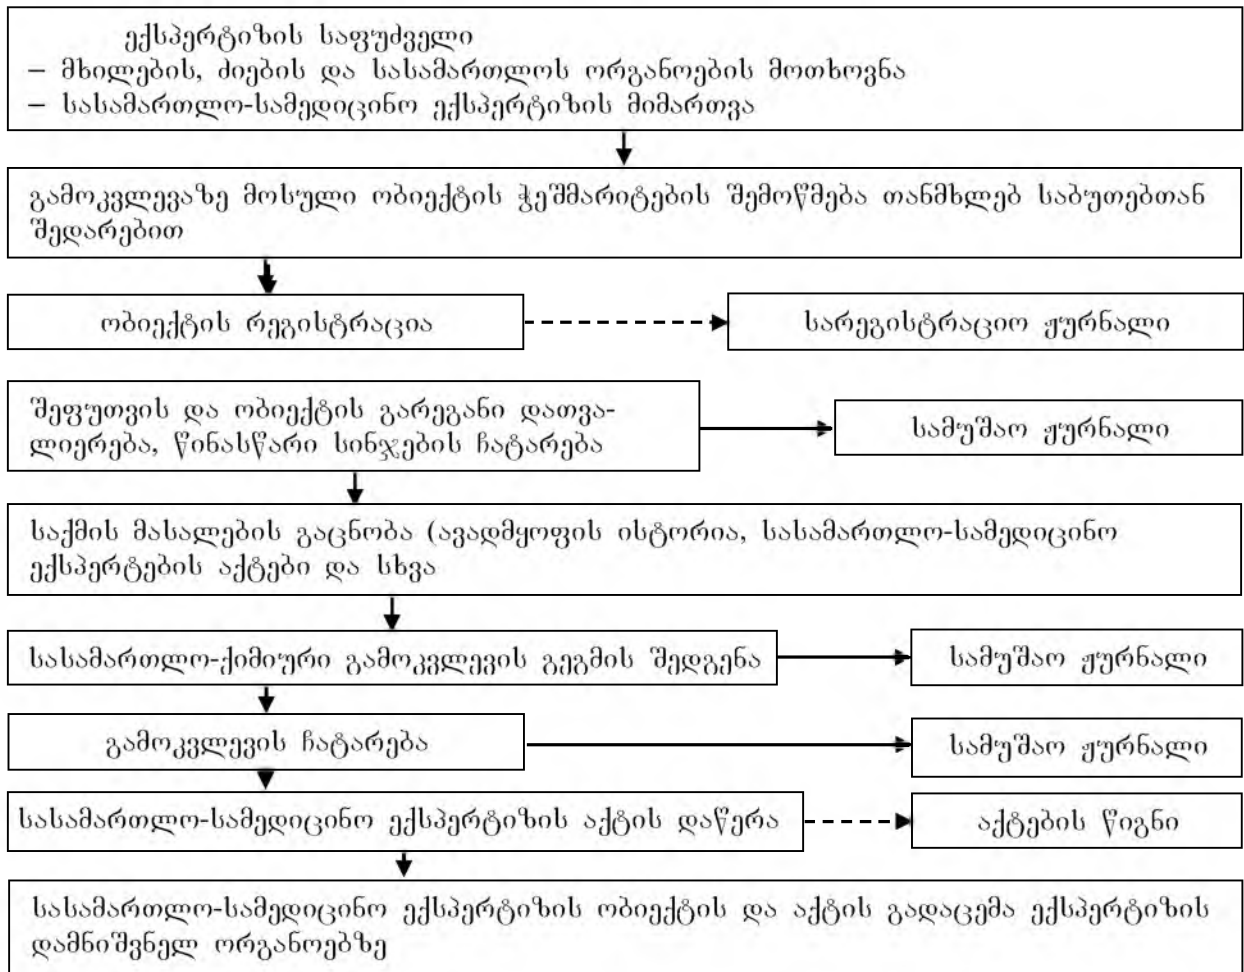 ექსპერტიზის საფუძველი
– მხილების, ძიების და სასამართლოს ორგანოების მოთხოვნა
– სასამართლო-სამედიცინო ექსპერტიზის მიმართვა
გამოკვლევაზე მოსული ობიექტის ჭეშმარიტების შემოწმება თანმხლებ საბუთებთან
შედარებით
ობიექტის რეგისტრაცია
სარეგისტრაციო ჟურნალი
შეფუთვის და ობიექტის გარეგანი დათვა-
ლიერება, წინასწარი სინჯების ჩატარება
სამუშაო ჟურნალი
საქმის მასალების გაცნობა (ავადმყოფის ისტორია, სასამართლო-სამედიცინო
ექსპერტების აქტები და სხვა
სასამართლო-ქიმიური გამოკვლევის გეგმის შედგენა
სამუშაო ჟურნალი
გამოკვლევის ჩატარება
სამუშაო ჟურნალი
სასამართლო-სამედიცინო ექსპერტიზის აქტის დაწერა
აქტების წიგნი
სასამართლო-სამედიცინო ექსპერტიზის ობიექტის და აქტის გადაცემა ექსპერტიზის
დამნიშვნელ ორგანოებზე